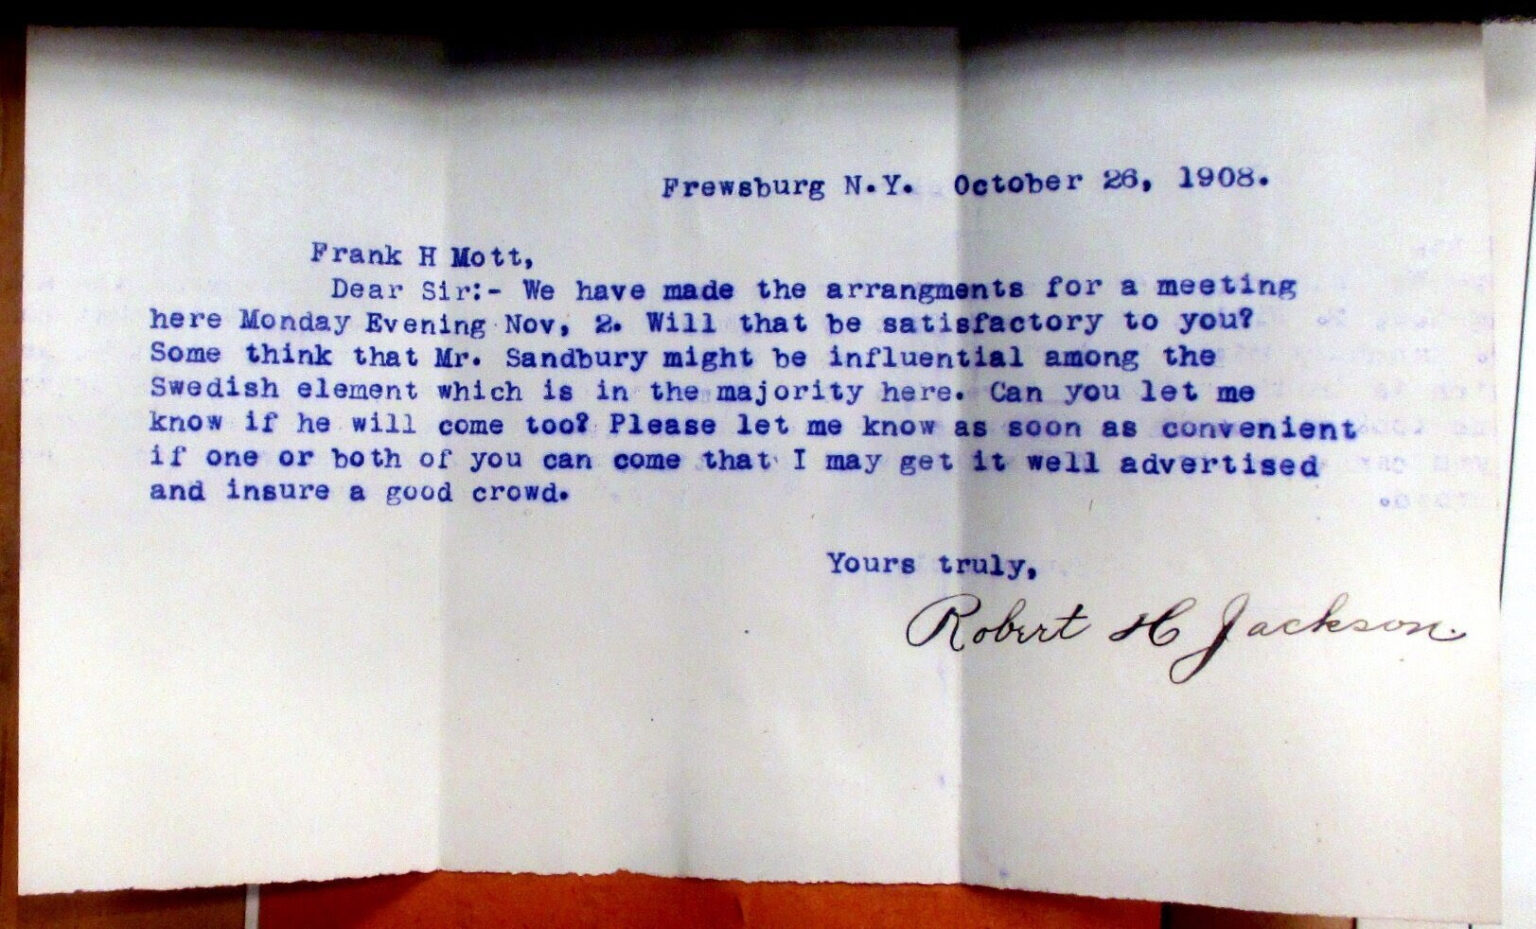 Frewsburg N.Y. October 26, 1908.
Frank H Mott,
Dear Sir:- We have made the arrangments for a meeting
here Monday Evening Nov, 2. Will that be satisfactory to you?
Some think that Mr. Sandbury might be influential among the
Swedish element which is in the majority here. Can you let me
know if he will come too? Please let me know as soon as convenient
if one or both of you can come that I may get it well advertised
and insure a good crowd.
Yours truly,
Robert H Jackson.